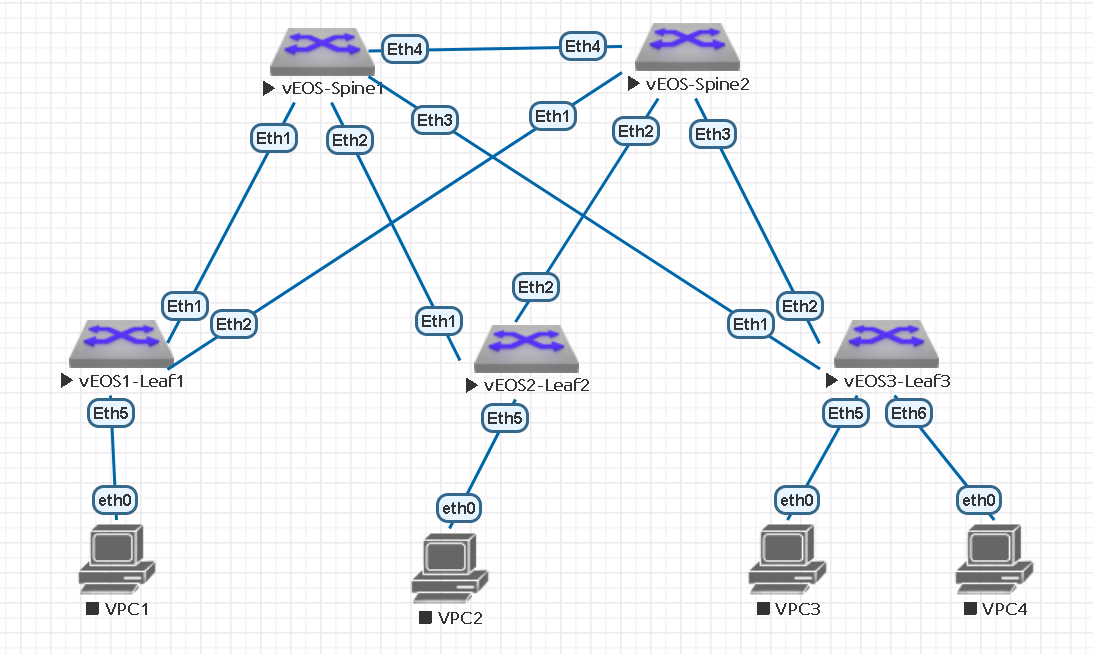 Eth4
Eth4
vEOS-Spine1
vEOS-Spine2
Eth3
Eth1
Eth1
Eth2
Eth2
Eth3
Eth2
Eth1
Eth2
Eth1
Eth1
Eth2
vEOS1-Leaf1
vEOS2-Leaf2
vEOS3-Leaf3
Eth5
Eth5
Eth5
Eth6
eth0
eth0
eth0
eth0
VPC1
VPC2
VPC3
VPC4